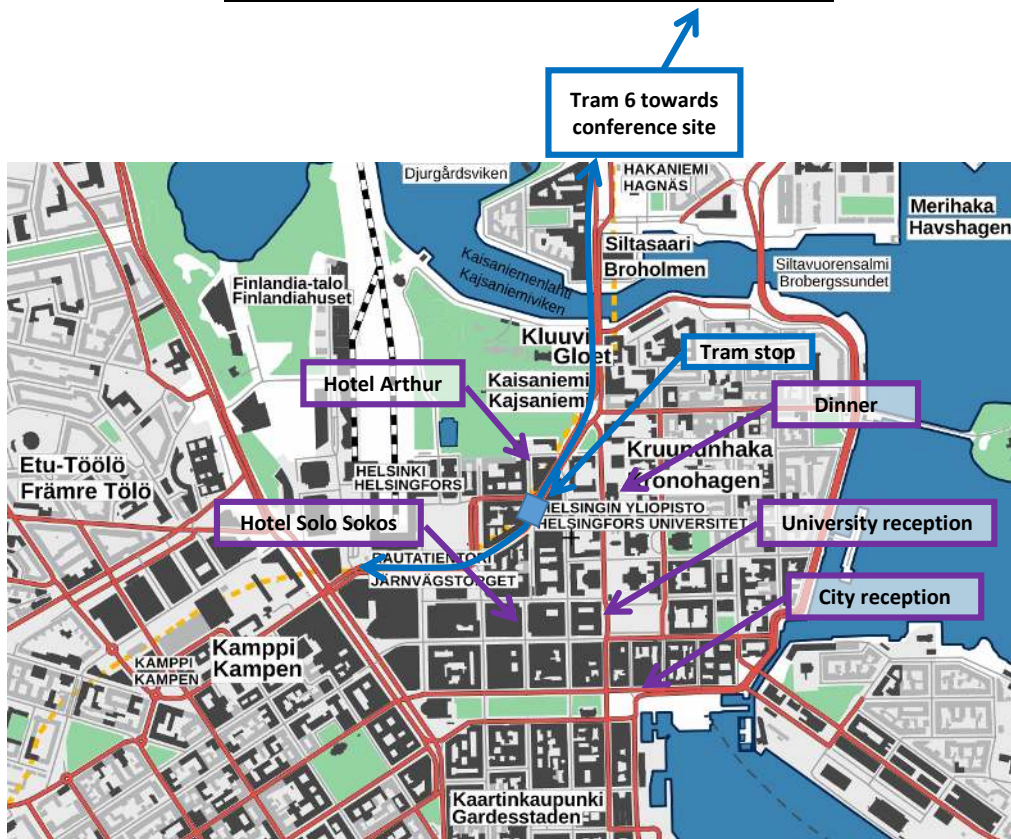 Tram 6 towards
conference site
Djurgårdsviken
HAKANIEMI
HAGNÄS
Merihaka
Havshagen
Kaisaniemenlahti
Kajsaniemiviken
Siltasaari
Broholmen
Siltavuorensalmi
Brobergssundet
Finlandia-talo
Finlandiahuset
Kluuvi
Gloet
Tram stop
Hotel Arthur
Kaisaniemi
Kajsaniemi
Dinner
Etu-Töölö
Främre Tölö
HELSINKI
HELSINGFORS
Kruununhaka
ronohagen
HELSINGIN YLIOPISTO
HELSINGFORS UNIVERSITET
Hotel Solo Sokos
University reception
RAUTATIENTORI
JÄRNVÄGSTORGET
City reception
Kamppi
Kampen
KAMPPI
KAMPEN
Kaartinkaupunki
Gardesstaden